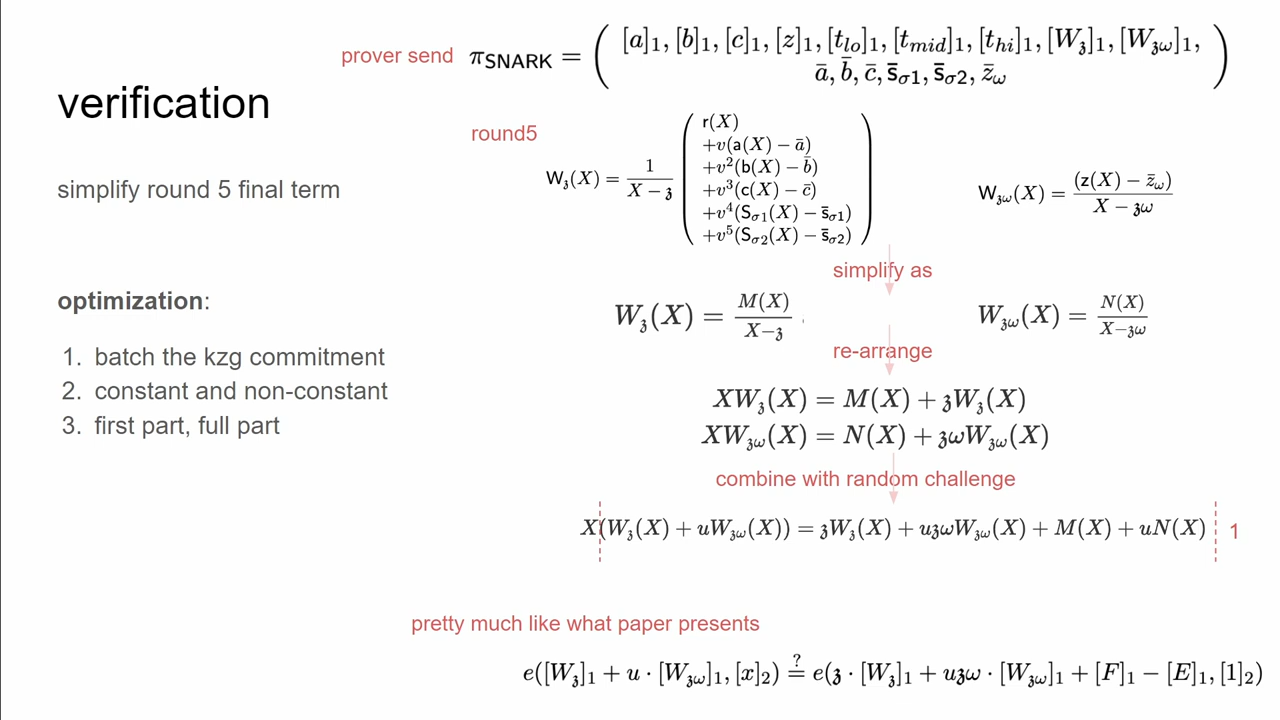 prover send π_SNARK = ( [a]₁, [b]₁, [c]₁, [z]₁, [t_lo]₁, [t_mid]₁, [t_hi]₁, [W_𝔷]₁, [W_𝔷ω]₁,
ā, b̄, c̄, s̄_σ1, s̄_σ2, z̄_ω )
verification
round5
simplify round 5 final term
W_𝔷(X) = 1/(X − 𝔷) ( r(X)
+v(a(X) − ā)
+v²(b(X) − b̄)
+v³(c(X) − c̄)
+v⁴(S_σ1(X) − s̄_σ1)
+v⁵(S_σ2(X) − s̄_σ2) )
W_𝔷ω(X) = (z(X) − z̄_ω)/(X − 𝔷ω)
simplify as
optimization:
1. batch the kzg commitment
2. constant and non-constant
3. first part, full part
W_𝔷(X) = M(X)/(X−𝔷)
W_𝔷ω(X) = N(X)/(X−𝔷ω)
re-arrange
XW_𝔷(X) = M(X) + 𝔷W_𝔷(X)
XW_𝔷ω(X) = N(X) + 𝔷ωW_𝔷ω(X)
combine with random challenge
X(W_𝔷(X) + uW_𝔷ω(X)) = 𝔷W_𝔷(X) + u𝔷ωW_𝔷ω(X) + M(X) + uN(X) 1
pretty much like what paper presents
e([W_𝔷]₁ + u · [W_𝔷ω]₁, [x]₂) ≟ e(𝔷 · [W_𝔷]₁ + u𝔷ω · [W_𝔷ω]₁ + [F]₁ − [E]₁, [1]₂)